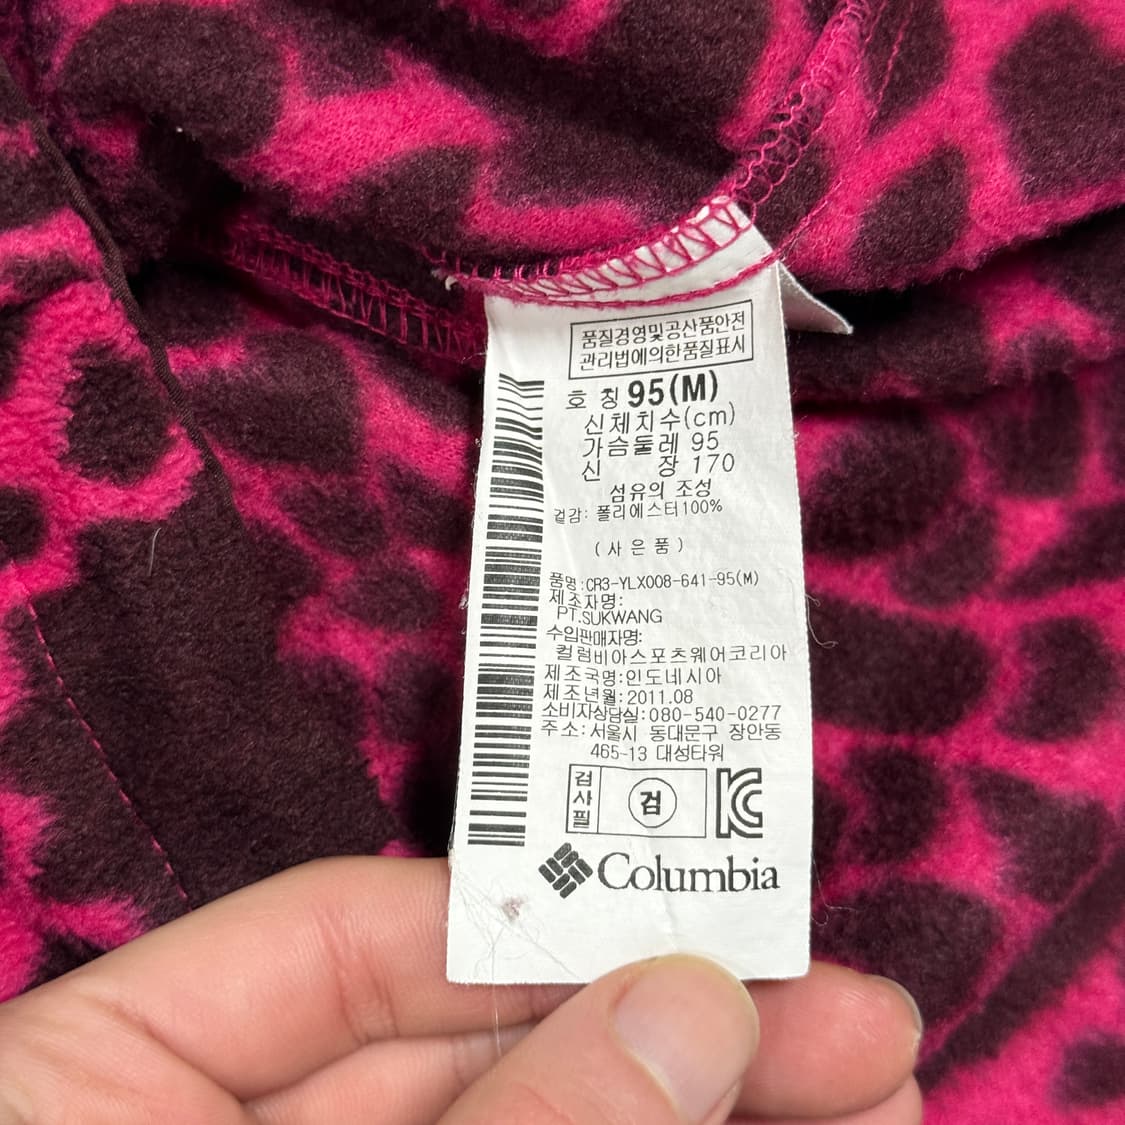 품질경영및공산품안전
관리법에의한품질표시
호 칭 95(M)
신체치수(cm)
가슴둘레 95
신 장 170
섬유의 조성
겉감: 폴리에스터100%
(사은품)
품명:CR3-YLX008-641-95(M)
제조자명:
PT.SUKWANG
수입판매자명:
컬럼비아스포츠웨어코리아
제조국명:인도네시아
제조년월:2011.08
소비자상담실:080-540-0277
주소:서울시 동대문구 장안동
465-13 대성타워
검사필 검 KC
Columbia